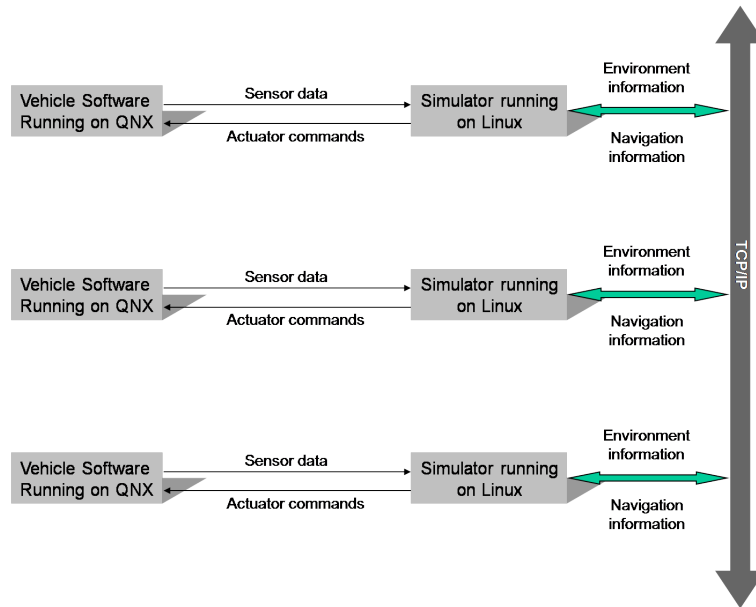 Vehicle Software
Running on QNX
Sensor data
Actuator commands
Simulator running
on Linux
Environment
information
Navigation
information
Vehicle Software
Running on QNX
Sensor data
Actuator commands
Simulator running
on Linux
Environment
information
Navigation
information
Vehicle Software
Running on QNX
Sensor data
Actuator commands
Simulator running
on Linux
Environment
information
Navigation
information
TCP/IP